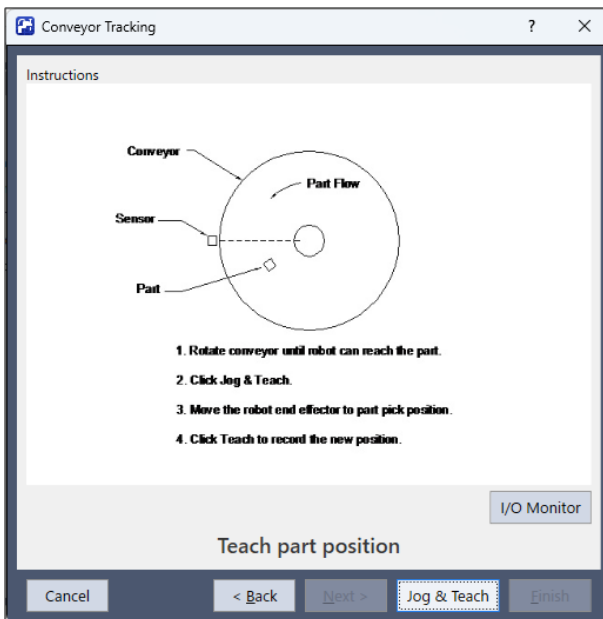 Conveyor Tracking
?
Instructions
Conveyor
Part Flow
Sensor
Part
1. Rotate conveyor until robot can reach the part.
2. Click Jog & Teach.
3. Move the robot end effector to part pick position.
4. Click Teach to record the new position.
I/O Monitor
Teach part position
Cancel
< Back
Next >
Jog & Teach
Finish